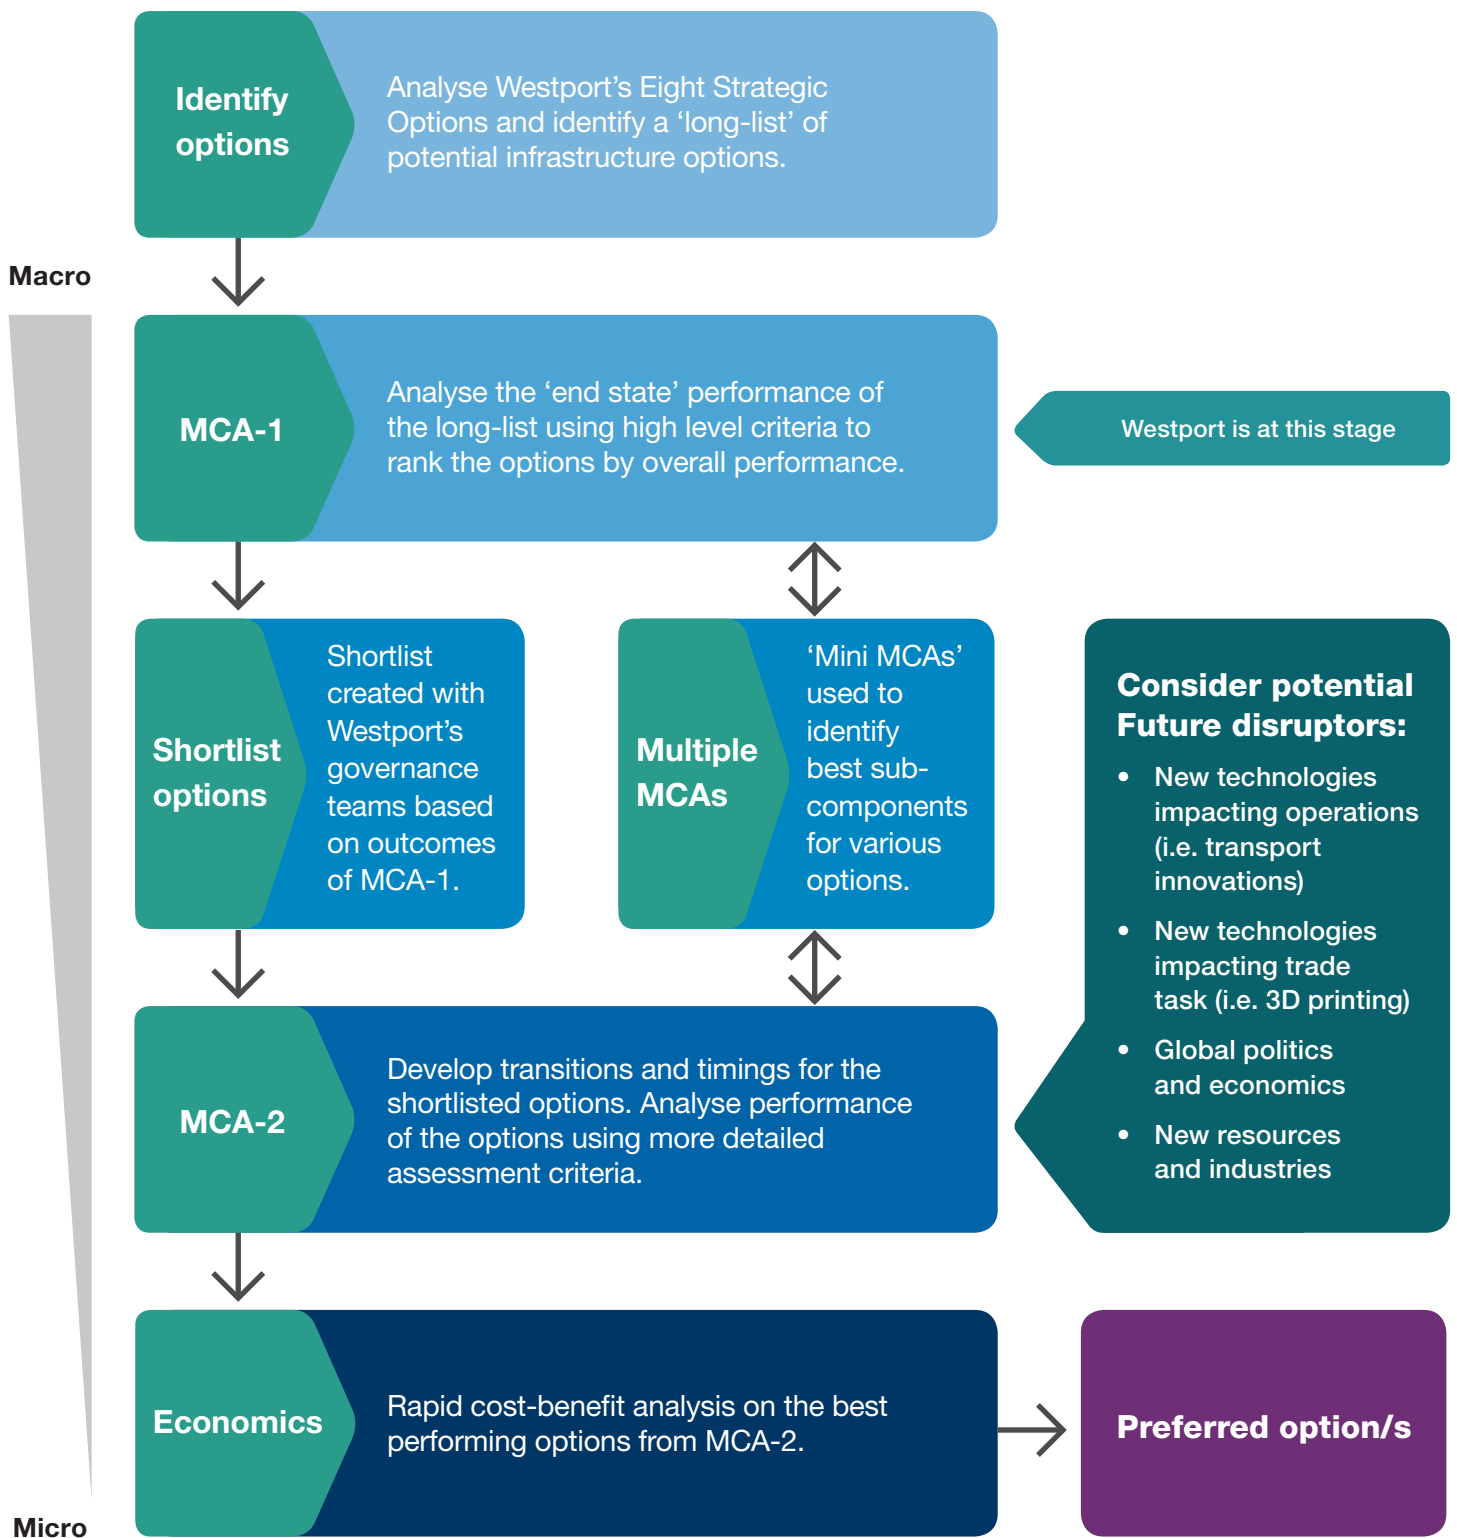 Identify
options
Analyse Westport’s Eight Strategic
Options and identify a ‘long-list’ of
potential infrastructure options.
Macro
MCA-1
Analyse the ‘end state’ performance of
the long-list using high level criteria to
rank the options by overall performance.
Westport is at this stage
Shortlist
options
Shortlist
created with
Westport’s
governance
teams based
on outcomes
of MCA-1.
Multiple
MCAs
‘Mini MCAs’
used to
identify
best sub-
components
for various
options.
Consider potential
Future disruptors:
• New technologies
impacting operations
(i.e. transport
innovations)
• New technologies
impacting trade
task (i.e. 3D printing)
• Global politics
and economics
• New resources
and industries
MCA-2
Develop transitions and timings for the
shortlisted options. Analyse performance
of the options using more detailed
assessment criteria.
Economics
Rapid cost-benefit analysis on the best
performing options from MCA-2.
Preferred option/s
Micro